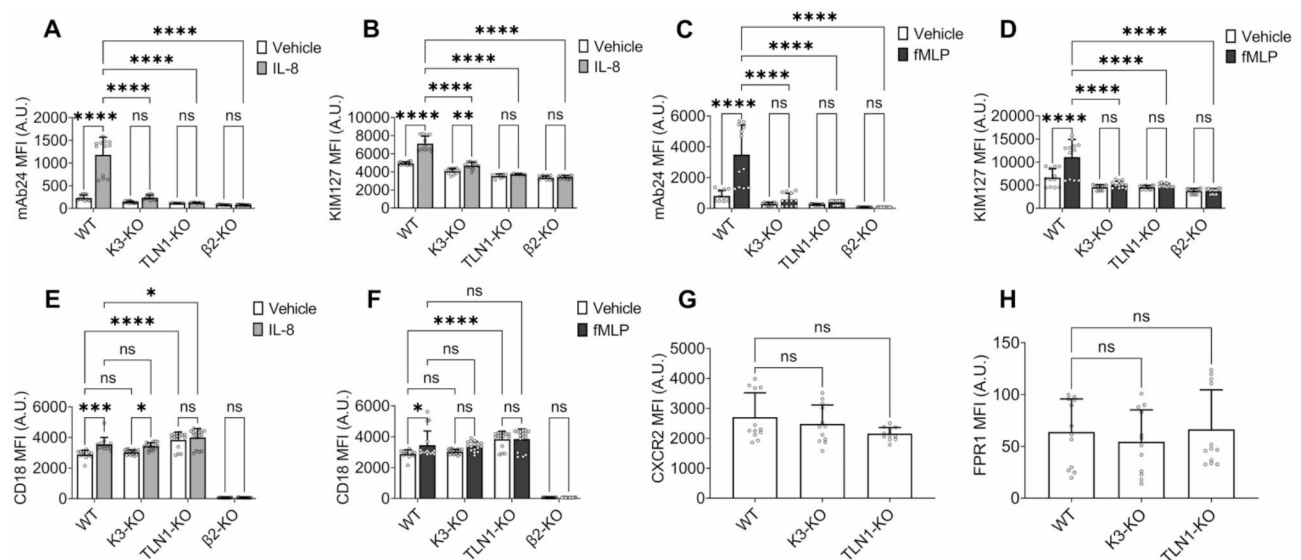 A
****
****
****
****
ns
ns
ns
Vehicle
IL-8
mAb24 MFI (A.U.)
2000
1500
1000
500
0
WT
K3-KO
TLN1-KO
β2-KO
B
****
****
****
****
**
ns
ns
Vehicle
IL-8
KIM127 MFI (A.U.)
10000
8000
6000
4000
2000
0
WT
K3-KO
TLN1-KO
β2-KO
C
****
****
****
****
ns
ns
ns
Vehicle
fMLP
mAb24 MFI (A.U.)
6000
4000
2000
0
WT
K3-KO
TLN1-KO
β2-KO
D
****
****
****
****
ns
ns
ns
Vehicle
fMLP
KIM127 MFI (A.U.)
20000
15000
10000
5000
0
WT
K3-KO
TLN1-KO
β2-KO
E
*
****
ns
ns
***
*
ns
ns
Vehicle
IL-8
CD18 MFI (A.U.)
6000
4000
2000
0
WT
K3-KO
TLN1-KO
β2-KO
F
ns
****
ns
ns
*
ns
ns
ns
Vehicle
fMLP
CD18 MFI (A.U.)
6000
4000
2000
0
WT
K3-KO
TLN1-KO
β2-KO
G
ns
ns
CXCR2 MFI (A.U.)
5000
4000
3000
2000
1000
0
WT
K3-KO
TLN1-KO
H
ns
ns
FPR1 MFI (A.U.)
150
100
50
0
WT
K3-KO
TLN1-KO